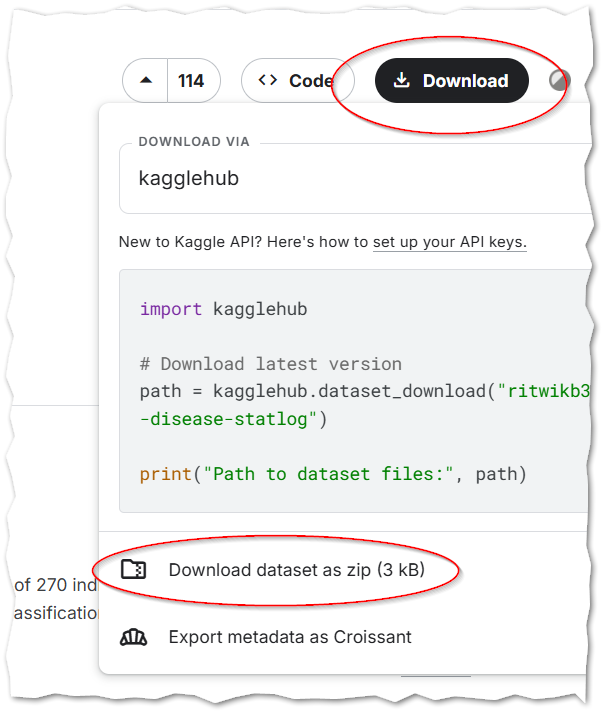 114
Code
Download
DOWNLOAD VIA
kagglehub
New to Kaggle API? Here's how to set up your API keys.
import kagglehub
# Download latest version
path = kagglehub.dataset_download("ritwikb3
-disease-statlog")
print("Path to dataset files:", path)
Download dataset as zip (3 kB)
of 270 ind
assification
Export metadata as Croissant